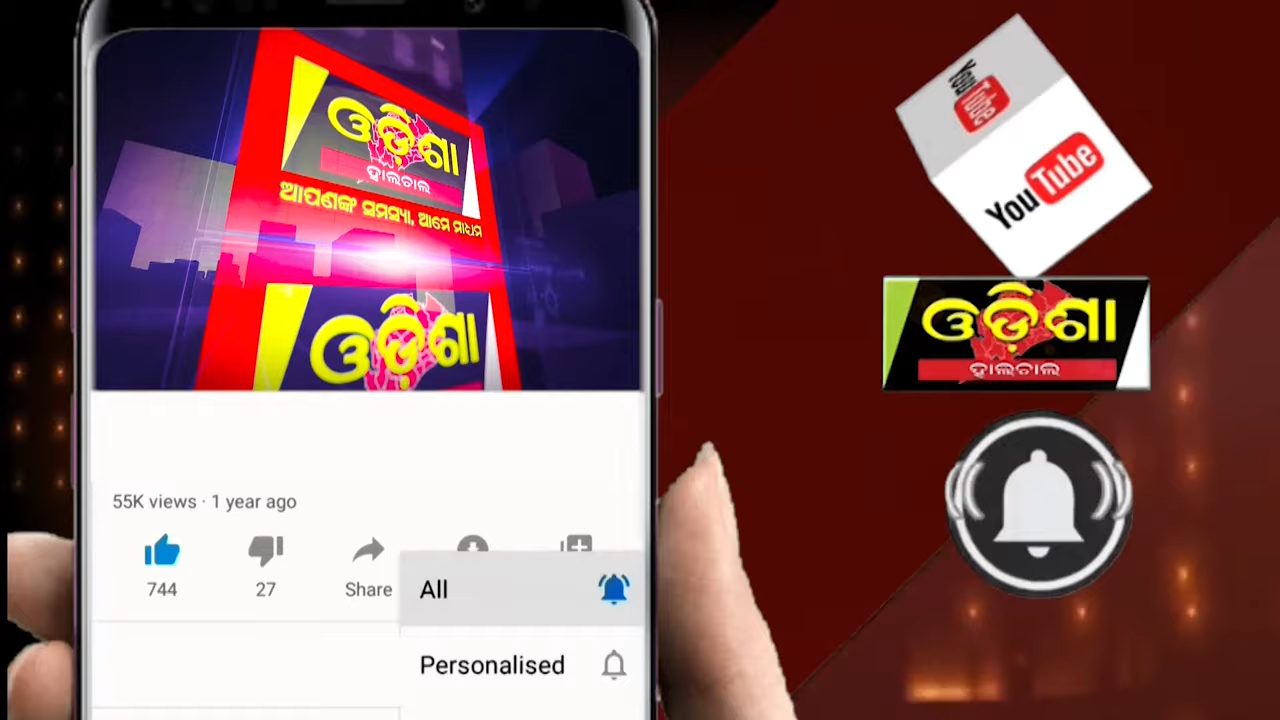 ଓଡ଼ିଶା
ହାଲଚାଲ
ଆପଣଙ୍କ ସମସ୍ୟା, ଆମେ ମାଧ୍ୟମ
ଓଡ଼ିଶା
55K views · 1 year ago
744
27
Share
All
Personalised
YouTube
YouTube
ଓଡ଼ିଶା
ହାଲଚାଲ